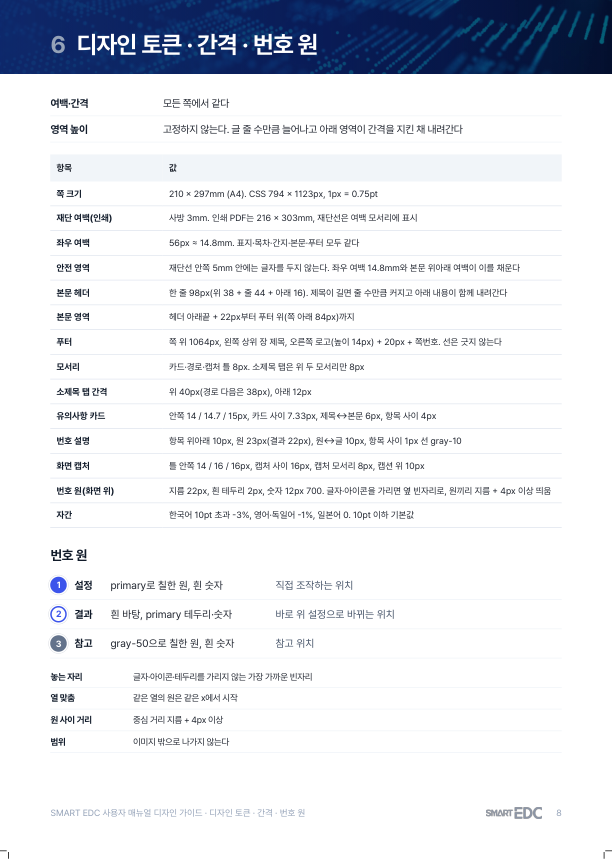 6 디자인 토큰 · 간격 · 번호 원
여백·간격 모든 쪽에서 같다
영역 높이 고정하지 않는다. 글 줄 수만큼 늘어나고 아래 영역이 간격을 지킨 채 내려간다
항목 값
쪽 크기 210 × 297mm (A4). CSS 794 × 1123px, 1px = 0.75pt
재단 여백(인쇄) 사방 3mm. 인쇄 PDF는 216 × 303mm, 재단선은 여백 모서리에 표시
좌우 여백 56px ≈ 14.8mm. 표지·목차·간지·본문·푸터 모두 같다
안전 영역 재단선 안쪽 5mm 안에는 글자를 두지 않는다. 좌우 여백 14.8mm와 본문 위아래 여백이 이를 채운다
본문 헤더 한 줄 98px(위 38 + 줄 44 + 아래 16). 제목이 길면 줄 수만큼 커지고 아래 내용이 함께 내려간다
본문 영역 헤더 아래끝 + 22px부터 푸터 위(쪽 아래 84px)까지
푸터 쪽 위 1064px, 왼쪽 상위 장 제목, 오른쪽 로고(높이 14px) + 20px + 쪽번호. 선은 긋지 않는다
모서리 카드·경로·캡처 틀 8px. 소제목 탭은 위 두 모서리만 8px
소제목 탭 간격 위 40px(경로 다음은 38px), 아래 12px
유의사항 카드 안쪽 14 / 14.7 / 15px, 카드 사이 7.33px, 제목↔본문 6px, 항목 사이 4px
번호 설명 항목 위아래 10px, 원 23px(결과 22px), 원↔글 10px, 항목 사이 1px 선 gray-10
화면 캡처 틀 안쪽 14 / 16 / 16px, 캡처 사이 16px, 캡처 모서리 8px, 캡션 위 10px
번호 원(화면 위) 지름 22px, 흰 테두리 2px, 숫자 12px 700. 글자·아이콘을 가리면 옆 빈자리로, 원끼리 지름 + 4px 이상 띄움
자간 한국어 10pt 초과 -3%, 영어·독일어 -1%, 일본어 0. 10pt 이하 기본값
번호 원
1 설정 primary로 칠한 원, 흰 숫자 직접 조작하는 위치
2 결과 흰 바탕, primary 테두리·숫자 바로 위 설정으로 바뀌는 위치
3 참고 gray-50으로 칠한 원, 흰 숫자 참고 위치
놓는 자리 글자·아이콘·테두리를 가리지 않는 가장 가까운 빈자리
열 맞춤 같은 열의 원은 같은 x에서 시작
원 사이 거리 중심 거리 지름 + 4px 이상
범위 이미지 밖으로 나가지 않는다
SMART EDC 사용자 매뉴얼 디자인 가이드 · 디자인 토큰 · 간격 · 번호 원 SMART EDC 8